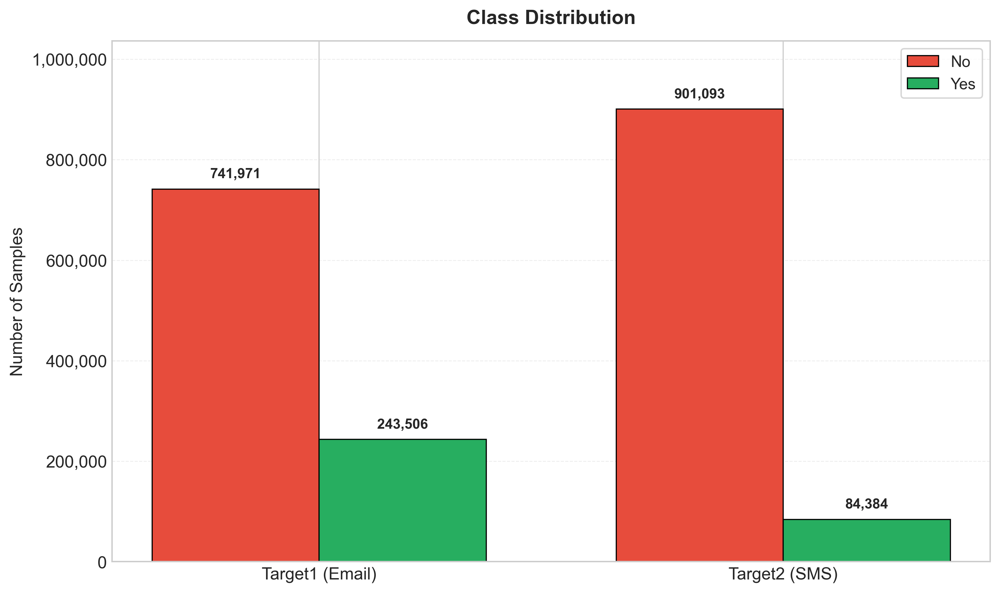 Class Distribution
1,000,000
800,000
600,000
400,000
200,000
0
Number of Samples
No
Yes
741,971
243,506
901,093
84,384
Target1 (Email)
Target2 (SMS)